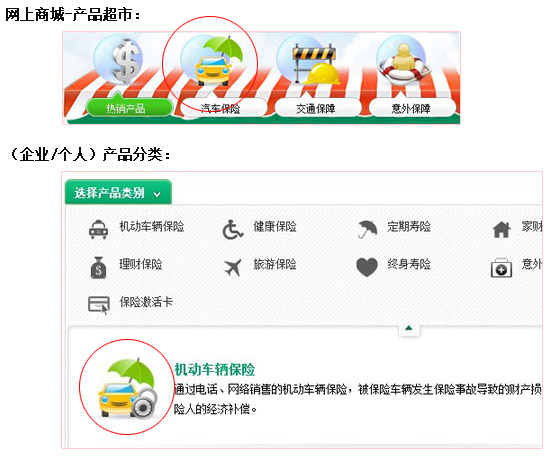 网上商城-产品超市：
热销产品 汽车保险 交通保障 意外保障
（企业/个人）产品分类：
选择产品类别
机动车辆保险 健康保险 定期寿险 家财
理财保险 旅游保险 终身寿险 意外
保险激活卡
机动车辆保险
通过电话、网络销售的机动车辆保险，被保险车辆发生保险事故导致的财产损
险人的经济补偿。